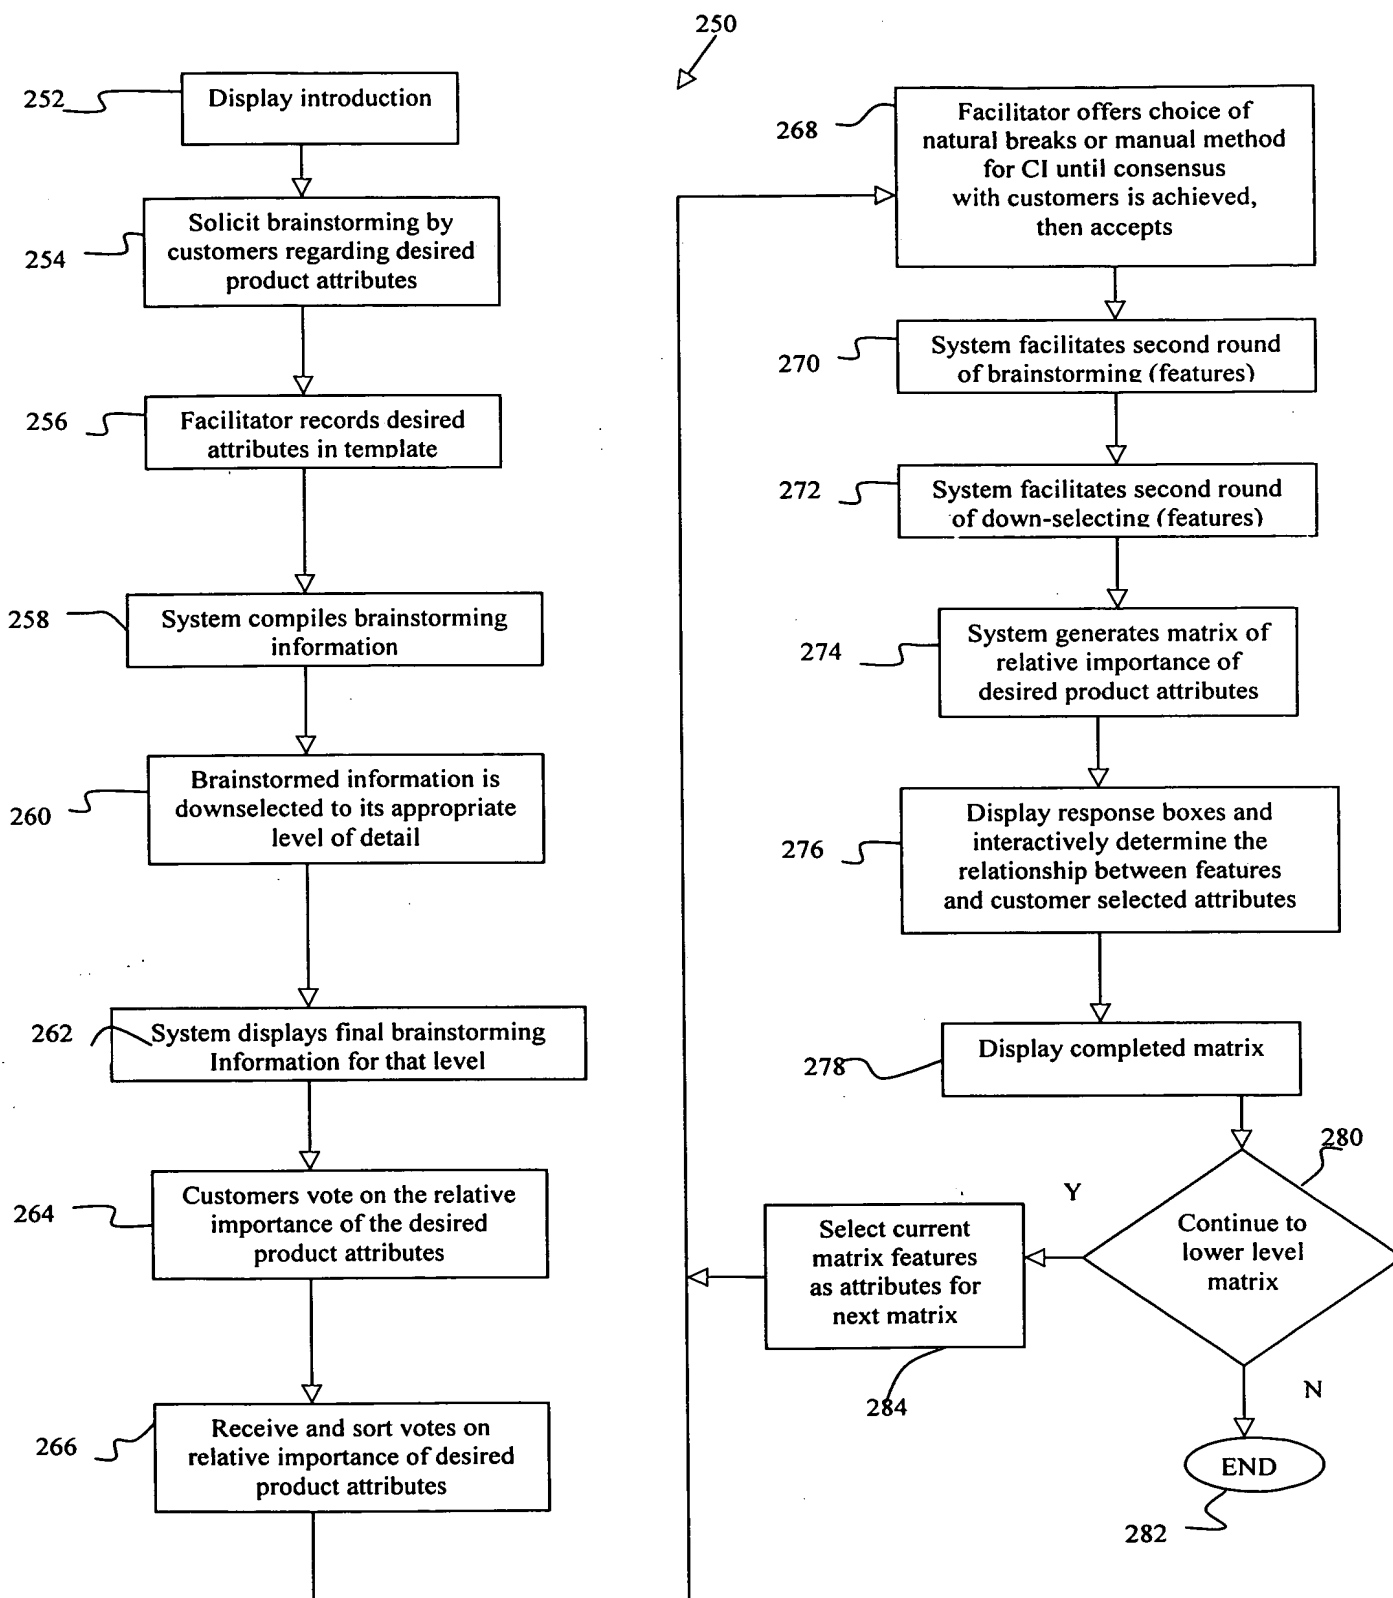 250
252
Display introduction
254
Solicit brainstorming by
customers regarding desired
product attributes
256
Facilitator records desired
attributes in template
258
System compiles brainstorming
information
260
Brainstormed information is
downselected to its appropriate
level of detail
262
System displays final brainstorming
Information for that level
264
Customers vote on the relative
importance of the desired
product attributes
266
Receive and sort votes on
relative importance of desired
product attributes
268
Facilitator offers choice of
natural breaks or manual method
for CI until consensus
with customers is achieved,
then accepts
270
System facilitates second round
of brainstorming (features)
272
System facilitates second round
of down-selecting (features)
274
System generates matrix of
relative importance of
desired product attributes
276
Display response boxes and
interactively determine the
relationship between features
and customer selected attributes
278
Display completed matrix
280
Continue to
lower level
matrix
Y
N
Select current
matrix features
as attributes for
next matrix
284
END
282